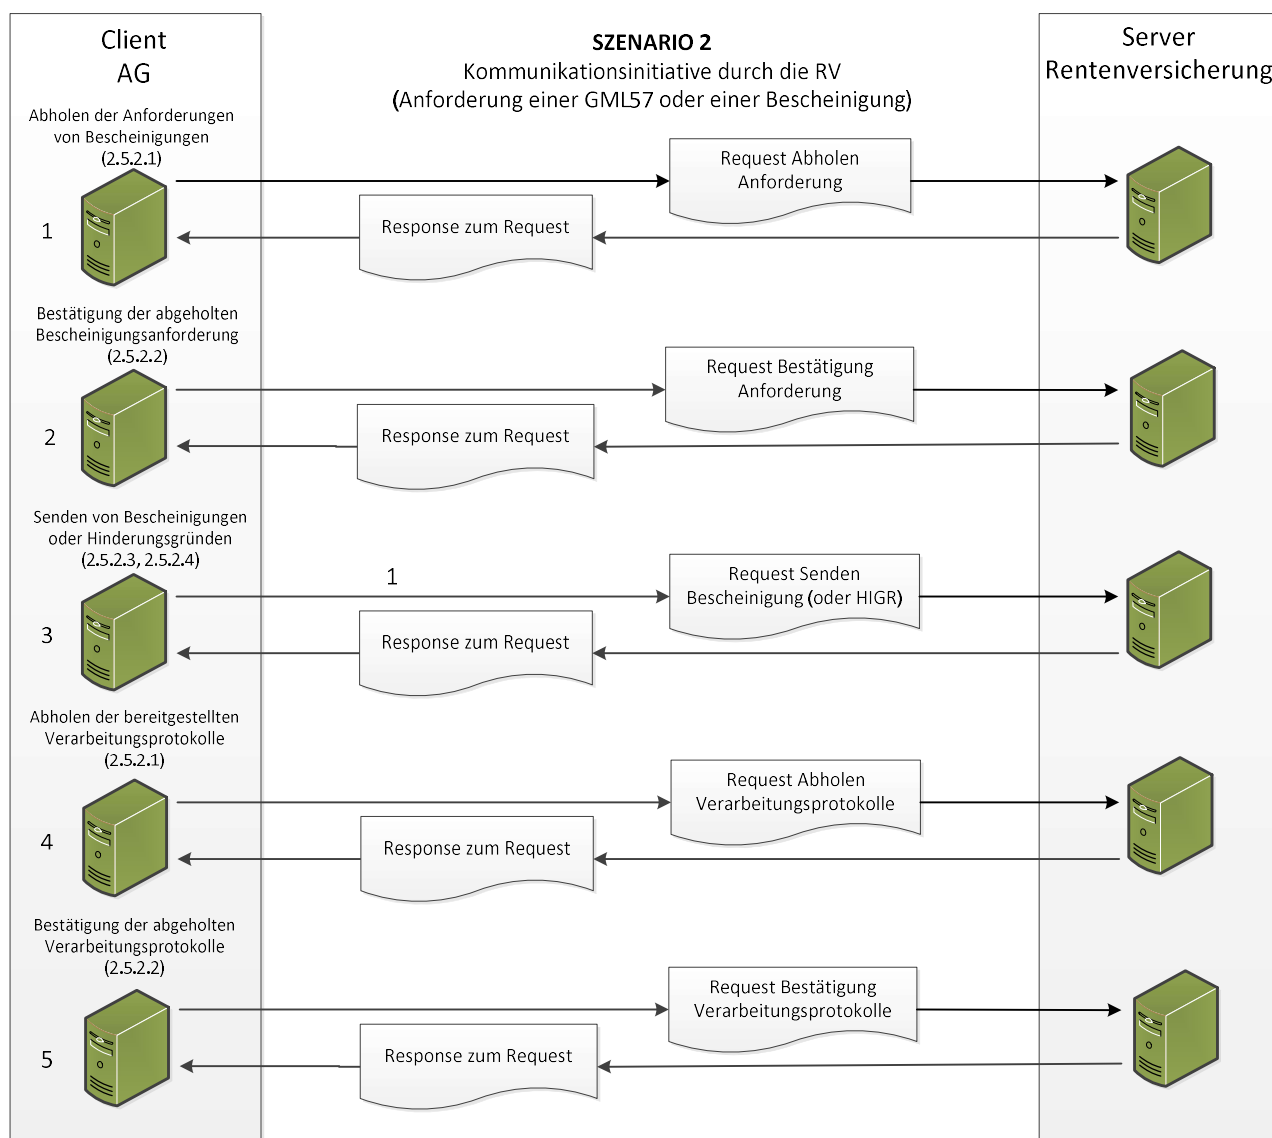 Client
AG
SZENARIO 2
Kommunikationsinitiative durch die RV
(Anforderung einer GML57 oder einer Bescheinigung)
Server
Rentenversicherung
Abholen der Anforderungen
von Bescheinigungen
(2.5.2.1)
1
Request Abholen
Anforderung
Response zum Request
Bestätigung der abgeholten
Bescheinigungsanforderung
(2.5.2.2)
2
Request Bestätigung
Anforderung
Response zum Request
Senden von Bescheinigungen
oder Hinderungsgründen
(2.5.2.3, 2.5.2.4)
3
1
Request Senden
Bescheinigung (oder HIGR)
Response zum Request
Abholen der bereitgestellten
Verarbeitungsprotokolle
(2.5.2.1)
4
Request Abholen
Verarbeitungsprotokolle
Response zum Request
Bestätigung der abgeholten
Verarbeitungsprotokolle
(2.5.2.2)
5
Request Bestätigung
Verarbeitungsprotokolle
Response zum Request